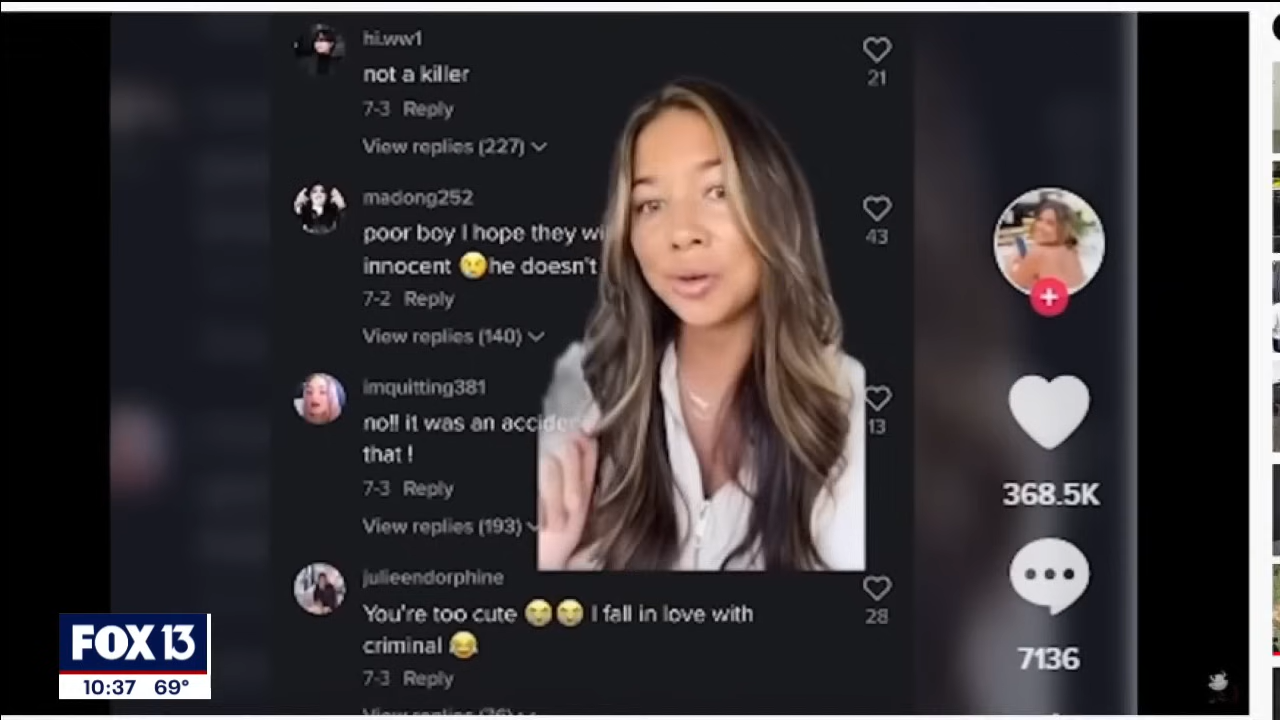 hi.ww1
not a killer
21
7-3 Reply
View replies (227)
madong252
poor boy I hope they
43
innocent 😢 he doesn't
7-2 Reply
View replies (140)
imquitting381
no!! it was an
13
that !
7-3 Reply
View replies (193)
julieendorphine
You're too cute 😭😭 I fall in love with
28
criminal 😂
7-3 Reply
View replies (76)
368.5K
7136
FOX 13
10:37 69°